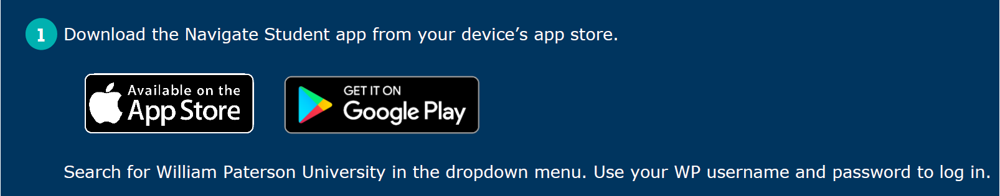 1 Download the Navigate Student app from your device’s app store.
Available on the
App Store
GET IT ON
Google Play
Search for William Paterson University in the dropdown menu. Use your WP username and password to log in.